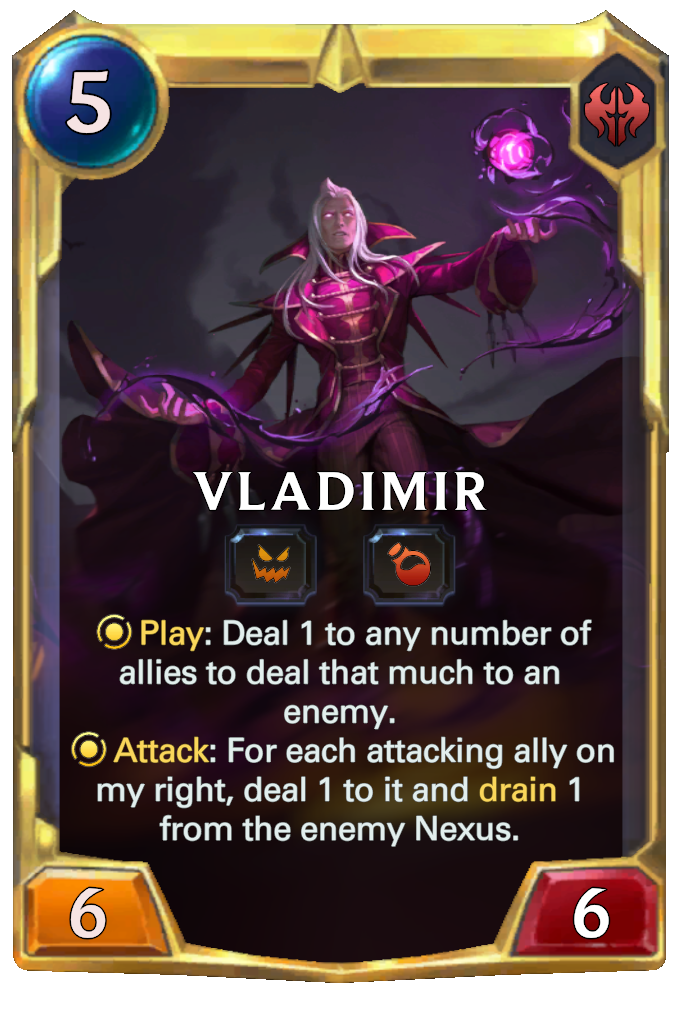 5
VLADIMIR
Play: Deal 1 to any number of
allies to deal that much to an
enemy.
Attack: For each attacking ally on
my right, deal 1 to it and drain 1
from the enemy Nexus.
6
6